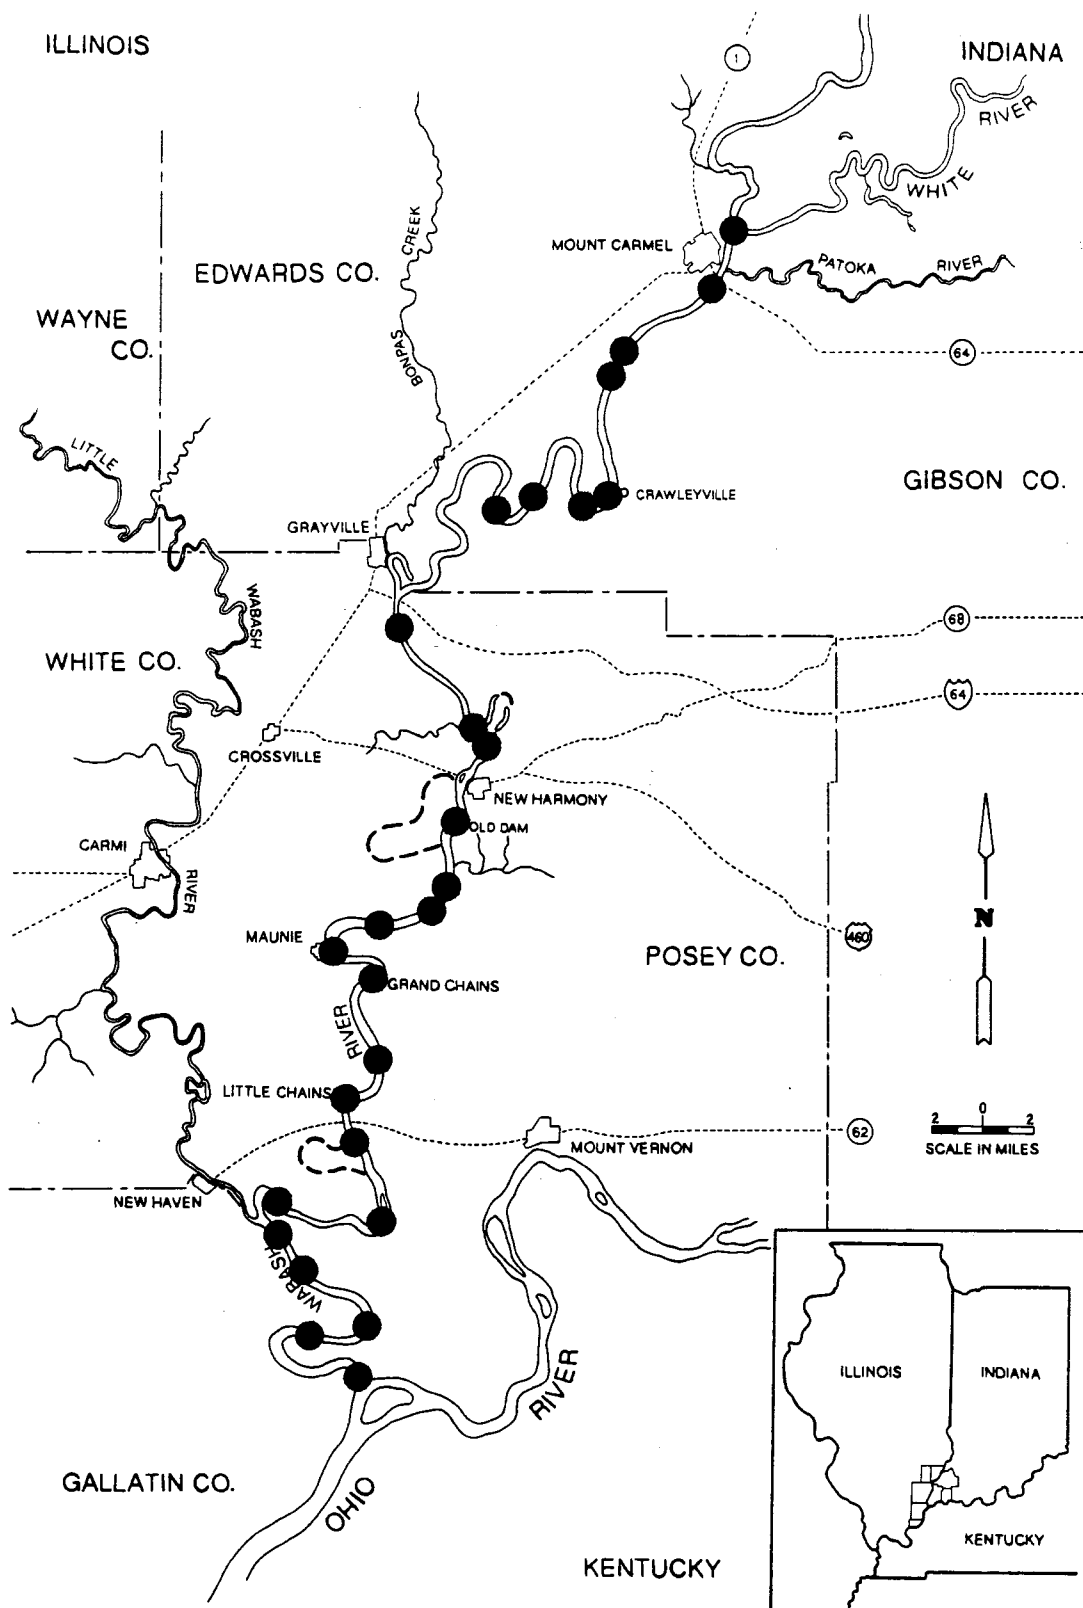 ILLINOIS
INDIANA
1
RIVER
WHITE
CREEK
MOUNT CARMEL
PATOKA RIVER
EDWARDS CO.
WAYNE
CO.
BONPAS
64
LITTLE
GIBSON CO.
CRAWLEYVILLE
GRAYVILLE
WABASH
68
WHITE CO.
64
CROSSVILLE
NEW HARMONY
OLD DAM
CARMI
RIVER
N
460
MAUNIE
POSEY CO.
GRAND CHAINS
RIVER
LITTLE CHAINS
2 0 2
SCALE IN MILES
62
MOUNT VERNON
NEW HAVEN
WABASH
ILLINOIS
INDIANA
RIVER
GALLATIN CO.
OHIO
KENTUCKY
KENTUCKY